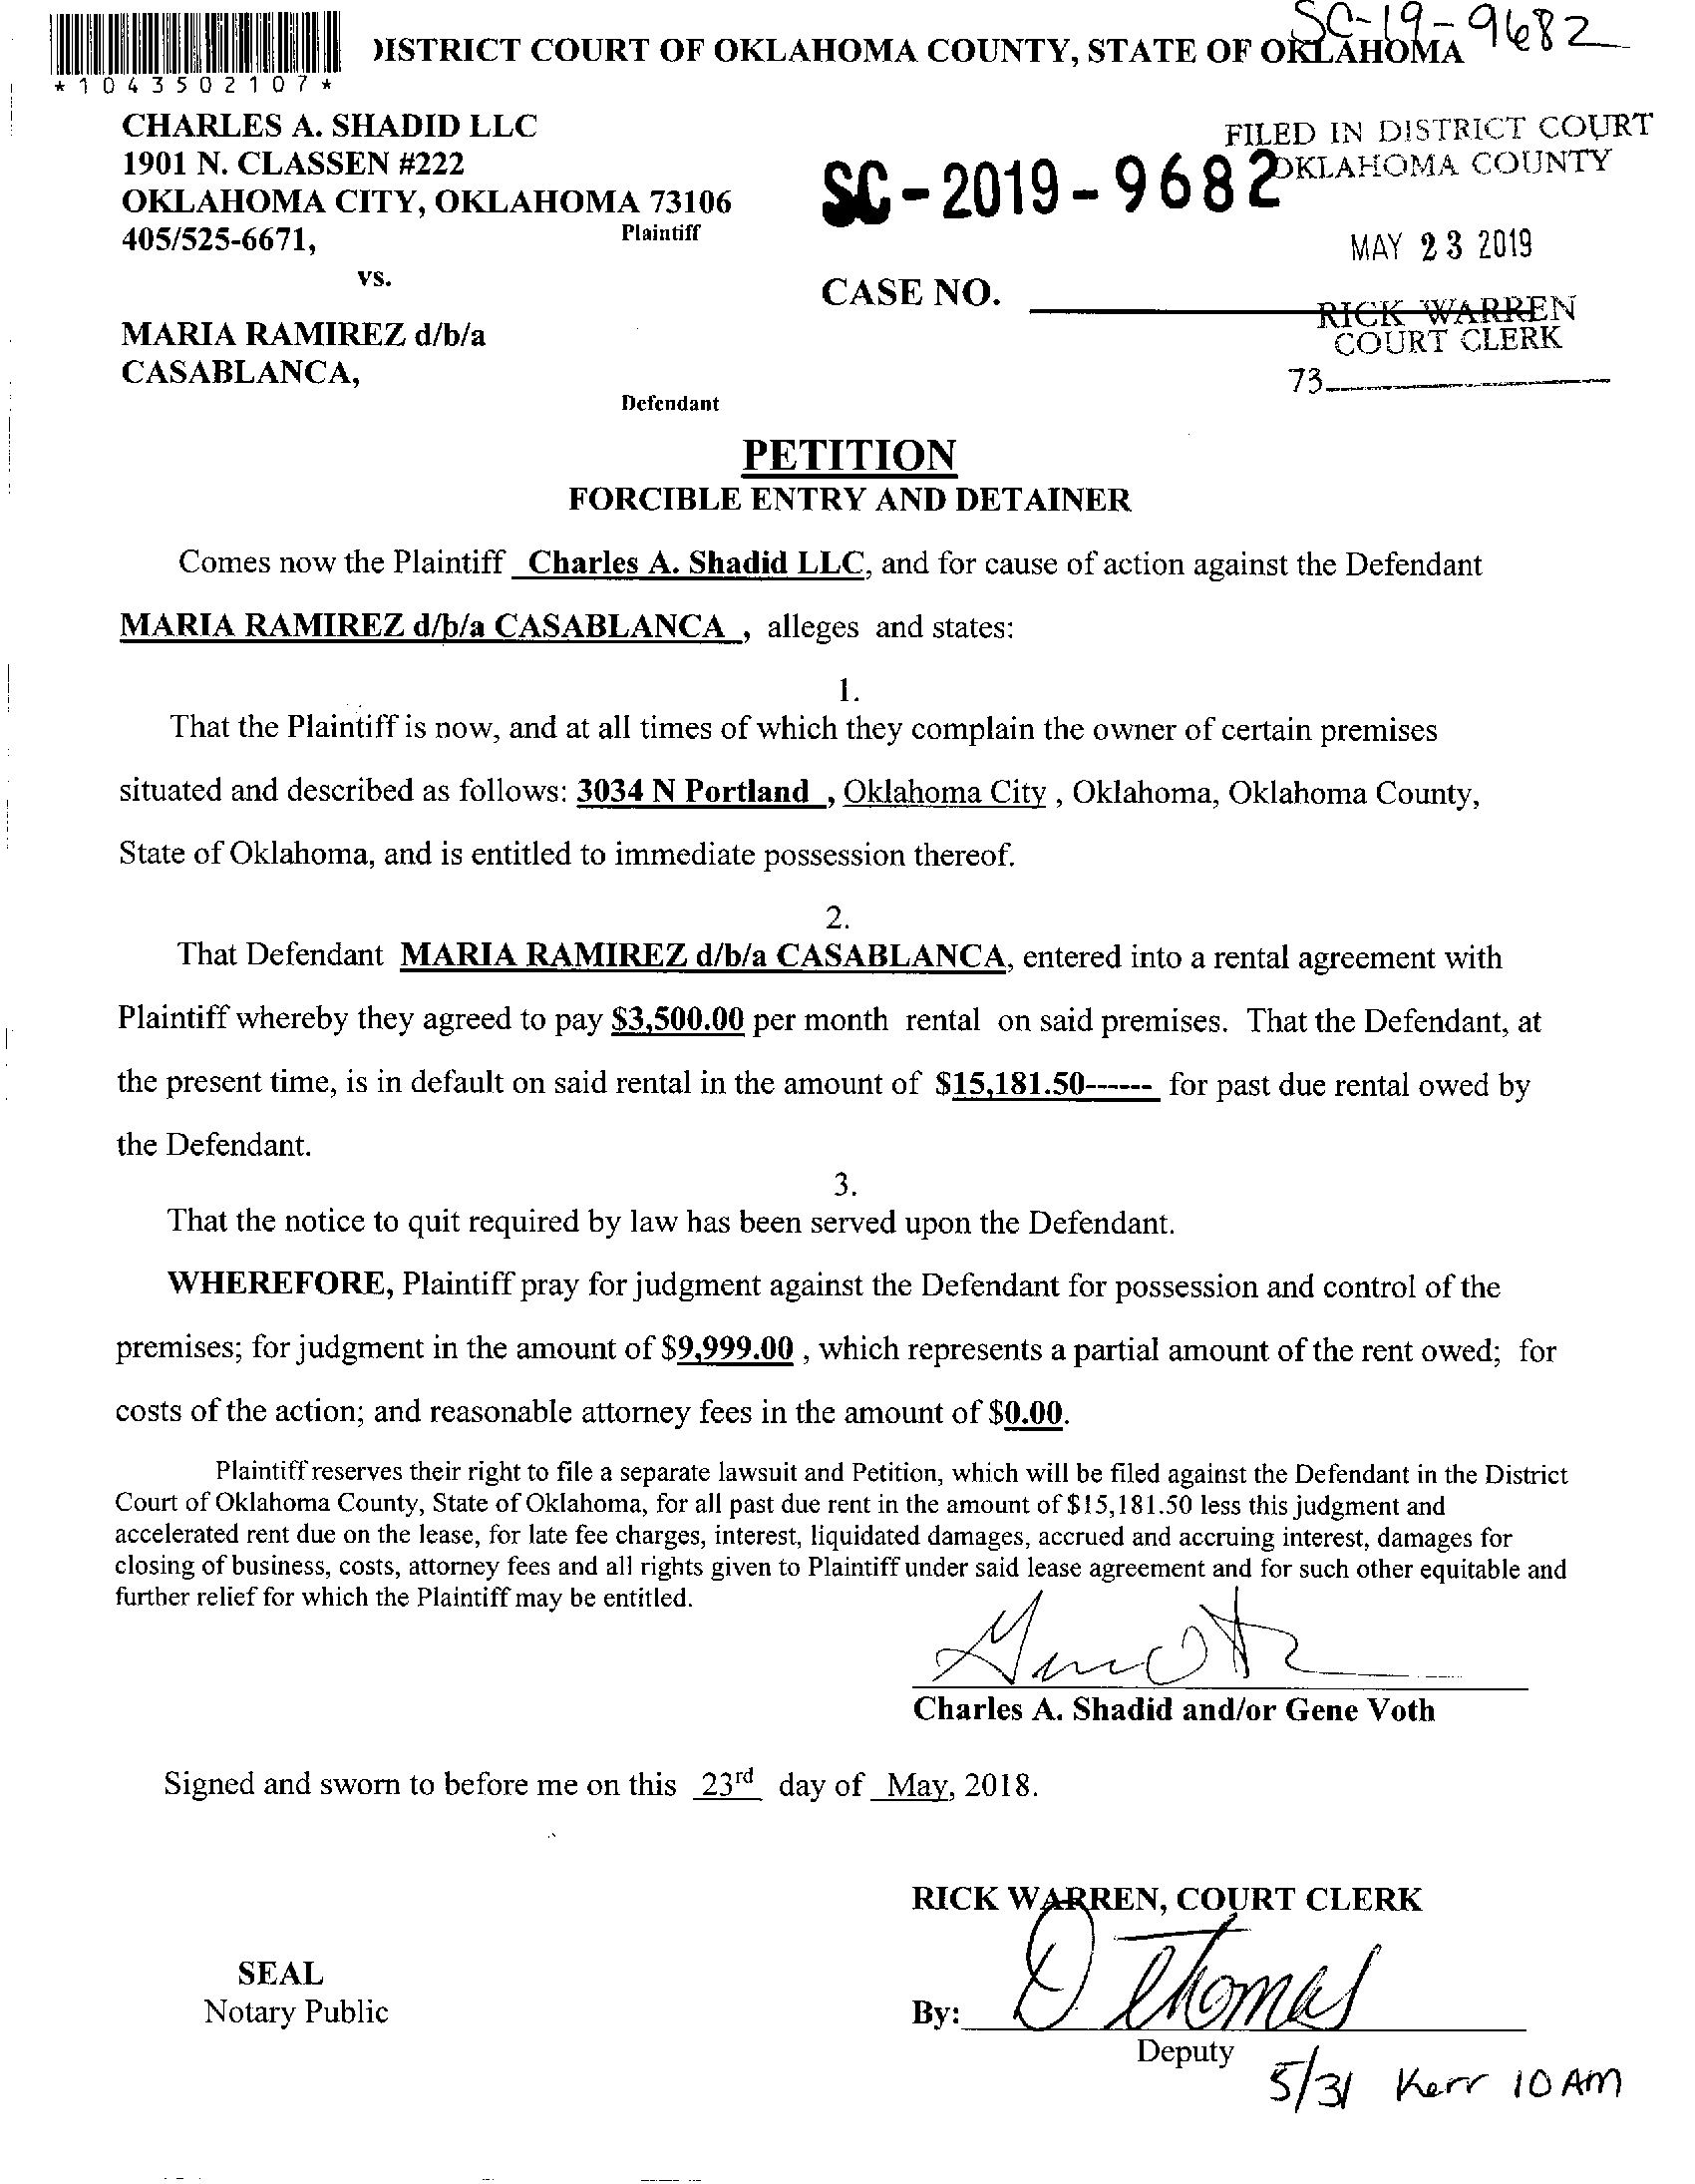 SC-19-9682
DISTRICT COURT OF OKLAHOMA COUNTY, STATE OF OKLAHOMA
*1043502107*
CHARLES A. SHADID LLC
1901 N. CLASSEN #222
OKLAHOMA CITY, OKLAHOMA 73106
405/525-6671,
Plaintiff
vs.
MARIA RAMIREZ d/b/a
CASABLANCA,
Defendant
FILED IN DISTRICT COURT
OKLAHOMA COUNTY
SC-2019-9682
MAY 23 2019
CASE NO.
RICK WARREN
COURT CLERK
73
PETITION
FORCIBLE ENTRY AND DETAINER
Comes now the Plaintiff Charles A. Shadid LLC, and for cause of action against the Defendant
MARIA RAMIREZ d/b/a CASABLANCA , alleges and states:
1.
That the Plaintiff is now, and at all times of which they complain the owner of certain premises
situated and described as follows: 3034 N Portland , Oklahoma City , Oklahoma, Oklahoma County,
State of Oklahoma, and is entitled to immediate possession thereof.
2.
That Defendant MARIA RAMIREZ d/b/a CASABLANCA, entered into a rental agreement with
Plaintiff whereby they agreed to pay $3,500.00 per month rental on said premises. That the Defendant, at
the present time, is in default on said rental in the amount of $15,181.50------ for past due rental owed by
the Defendant.
3.
That the notice to quit required by law has been served upon the Defendant.
WHEREFORE, Plaintiff pray for judgment against the Defendant for possession and control of the
premises; for judgment in the amount of $9,999.00 , which represents a partial amount of the rent owed; for
costs of the action; and reasonable attorney fees in the amount of $0.00.
Plaintiff reserves their right to file a separate lawsuit and Petition, which will be filed against the Defendant in the District
Court of Oklahoma County, State of Oklahoma, for all past due rent in the amount of $15,181.50 less this judgment and
accelerated rent due on the lease, for late fee charges, interest, liquidated damages, accrued and accruing interest, damages for
closing of business, costs, attorney fees and all rights given to Plaintiff under said lease agreement and for such other equitable and
further relief for which the Plaintiff may be entitled.
Charles A. Shadid and/or Gene Voth
Signed and sworn to before me on this 23rd day of May, 2018.
RICK WARREN, COURT CLERK
SEAL
Notary Public
By: D Thomas
Deputy
5/31 Kerr 10 AM